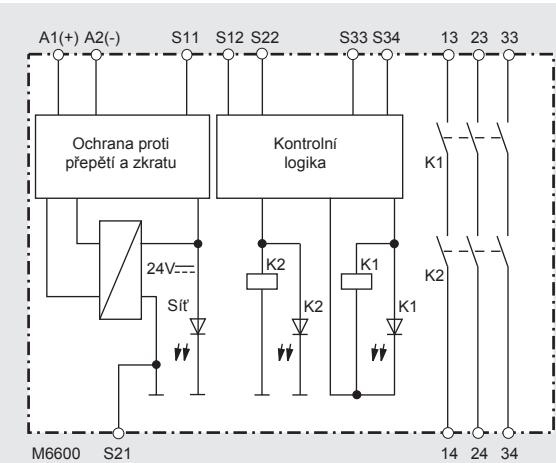 A1(+) A2(-) S11 S12 S22 S33 S34 13 23 33
Ochrana proti
přepětí a zkratu
Kontrolní
logika
K1
24V
K2
K1
K2
Síť
K2
K1
M6600 S21 14 24 34